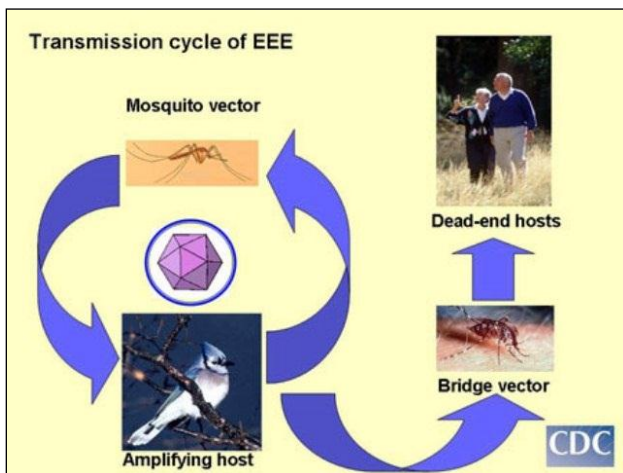 Transmission cycle of EEE
Mosquito vector
Dead-end hosts
Bridge vector
Amplifying host
CDC